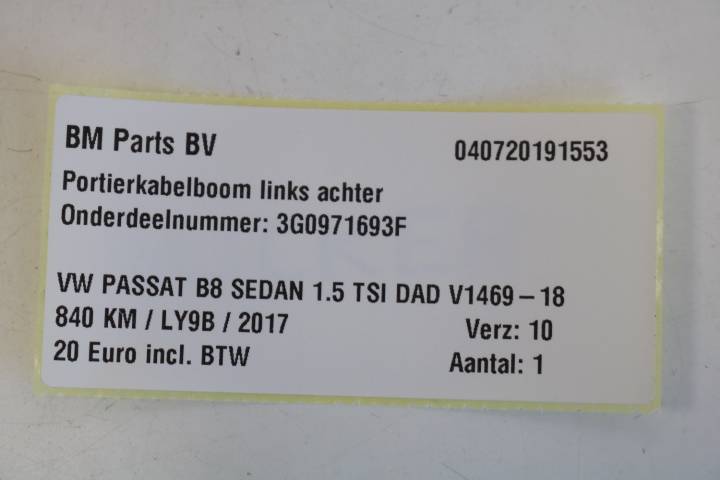 BM Parts BV 040720191553
Portierkabelboom links achter
Onderdeelnummer: 3G0971693F
VW PASSAT B8 SEDAN 1.5 TSI DAD V1469 – 18
840 KM / LY9B / 2017 Verz: 10
20 Euro incl. BTW Aantal: 1